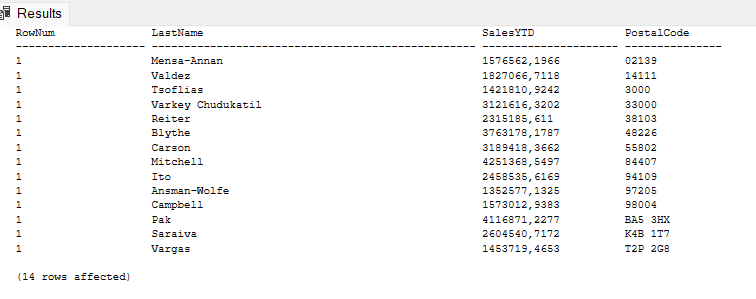 Results
RowNum LastName SalesYTD PostalCode
-------------------- -------------------------------------------------- --------------------- ---------------
1 Mensa-Annan 1576562,1966 02139
1 Valdez 1827066,7118 14111
1 Tsoflias 1421810,9242 3000
1 Varkey Chudukatil 3121616,3202 33000
1 Reiter 2315185,611 38103
1 Blythe 3763178,1787 48226
1 Carson 3189418,3662 55802
1 Mitchell 4251368,5497 84407
1 Ito 2458535,6169 94109
1 Ansman-Wolfe 1352577,1325 97205
1 Campbell 1573012,9383 98004
1 Pak 4116871,2277 BA5 3HX
1 Saraiva 2604540,7172 K4B 1T7
1 Vargas 1453719,4653 T2P 2G8
(14 rows affected)